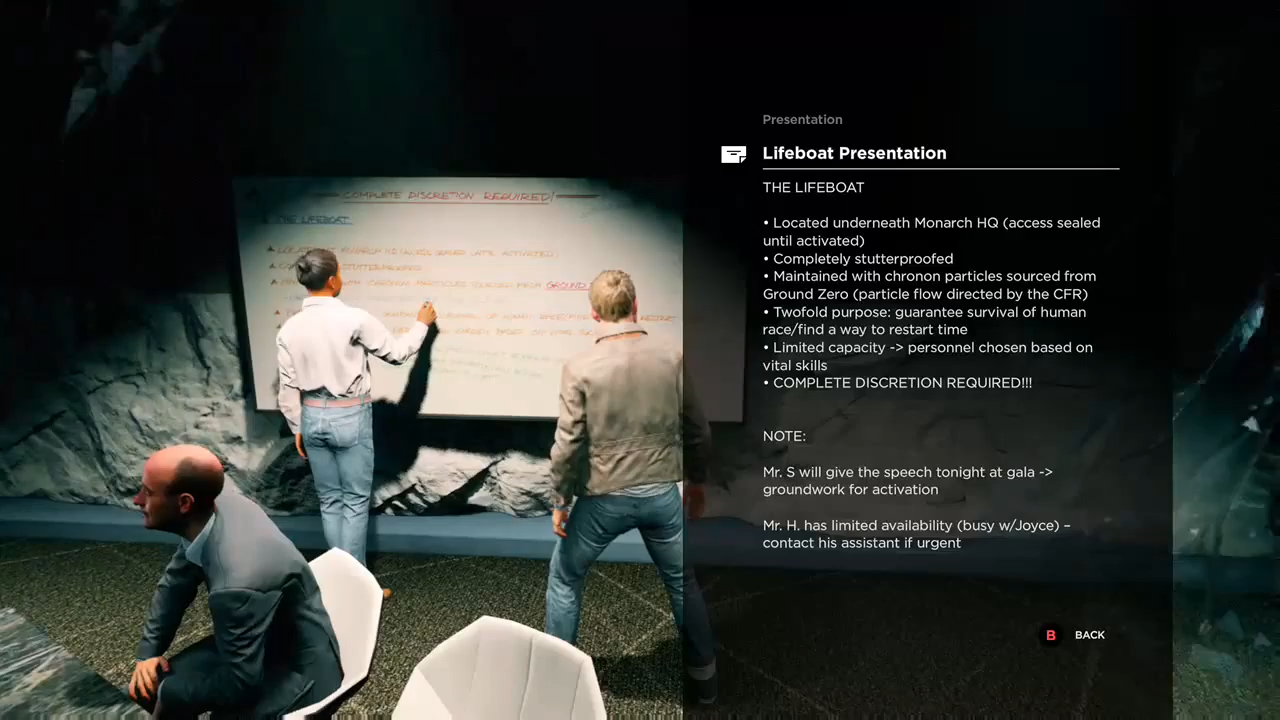 COMPLETE DISCRETION REQUIRED!
THE LIFEBOAT
GROUND
Presentation
Lifeboat Presentation
THE LIFEBOAT
• Located underneath Monarch HQ (access sealed
until activated)
• Completely stutterproofed
• Maintained with chronon particles sourced from
Ground Zero (particle flow directed by the CFR)
• Twofold purpose: guarantee survival of human
race/find a way to restart time
• Limited capacity -> personnel chosen based on
vital skills
• COMPLETE DISCRETION REQUIRED!!!
NOTE:
Mr. S will give the speech tonight at gala ->
groundwork for activation
Mr. H. has limited availability (busy w/Joyce) –
contact his assistant if urgent
B BACK